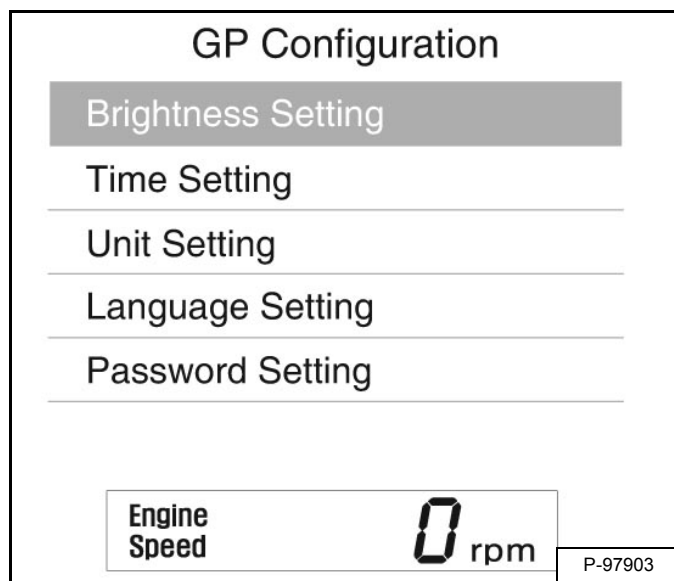 GP Configuration
Brightness Setting
Time Setting
Unit Setting
Language Setting
Password Setting
Engine
Speed
0 rpm
P-97903